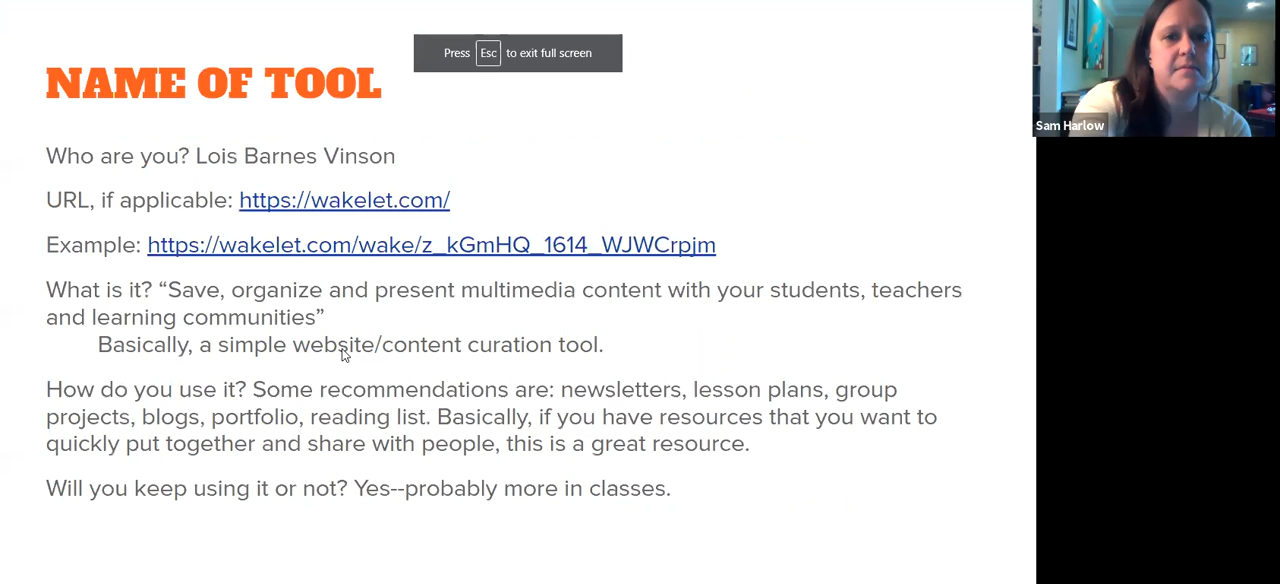 Press Esc to exit full screen
NAME OF TOOL
Who are you? Lois Barnes Vinson
URL, if applicable: https://wakelet.com/
Example: https://wakelet.com/wake/z_kGmHQ_1614_WJWCrpjm
What is it? “Save, organize and present multimedia content with your students, teachers
and learning communities”
Basically, a simple website/content curation tool.
How do you use it? Some recommendations are: newsletters, lesson plans, group
projects, blogs, portfolio, reading list. Basically, if you have resources that you want to
quickly put together and share with people, this is a great resource.
Will you keep using it or not? Yes--probably more in classes.
Sam Harlow